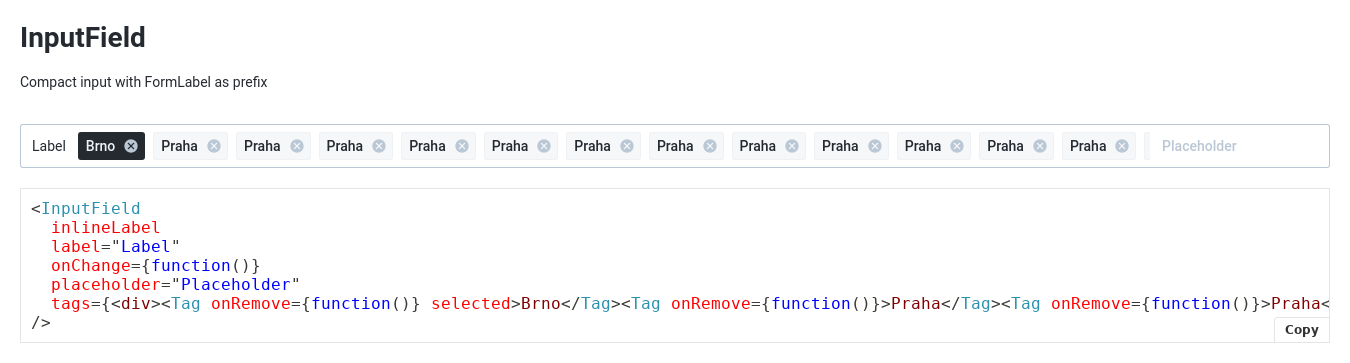 InputField
Compact input with FormLabel as prefix
Label Brno Praha Praha Praha Praha Praha Praha Praha Praha Praha Praha Praha Praha Placeholder
<InputField
  inlineLabel
  label="Label"
  onChange={function()}
  placeholder="Placeholder"
  tags={<div><Tag onRemove={function()} selected>Brno</Tag><Tag onRemove={function()}>Praha</Tag><Tag onRemove={function()}>Praha<
/>
Copy